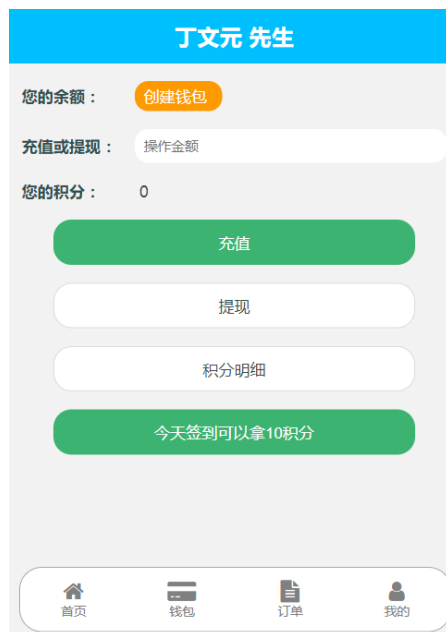 丁文元 先生
您的余额： 创建钱包
充值或提现： 操作金额
您的积分： 0
充值
提现
积分明细
今天签到可以拿10积分
首页 钱包 订单 我的